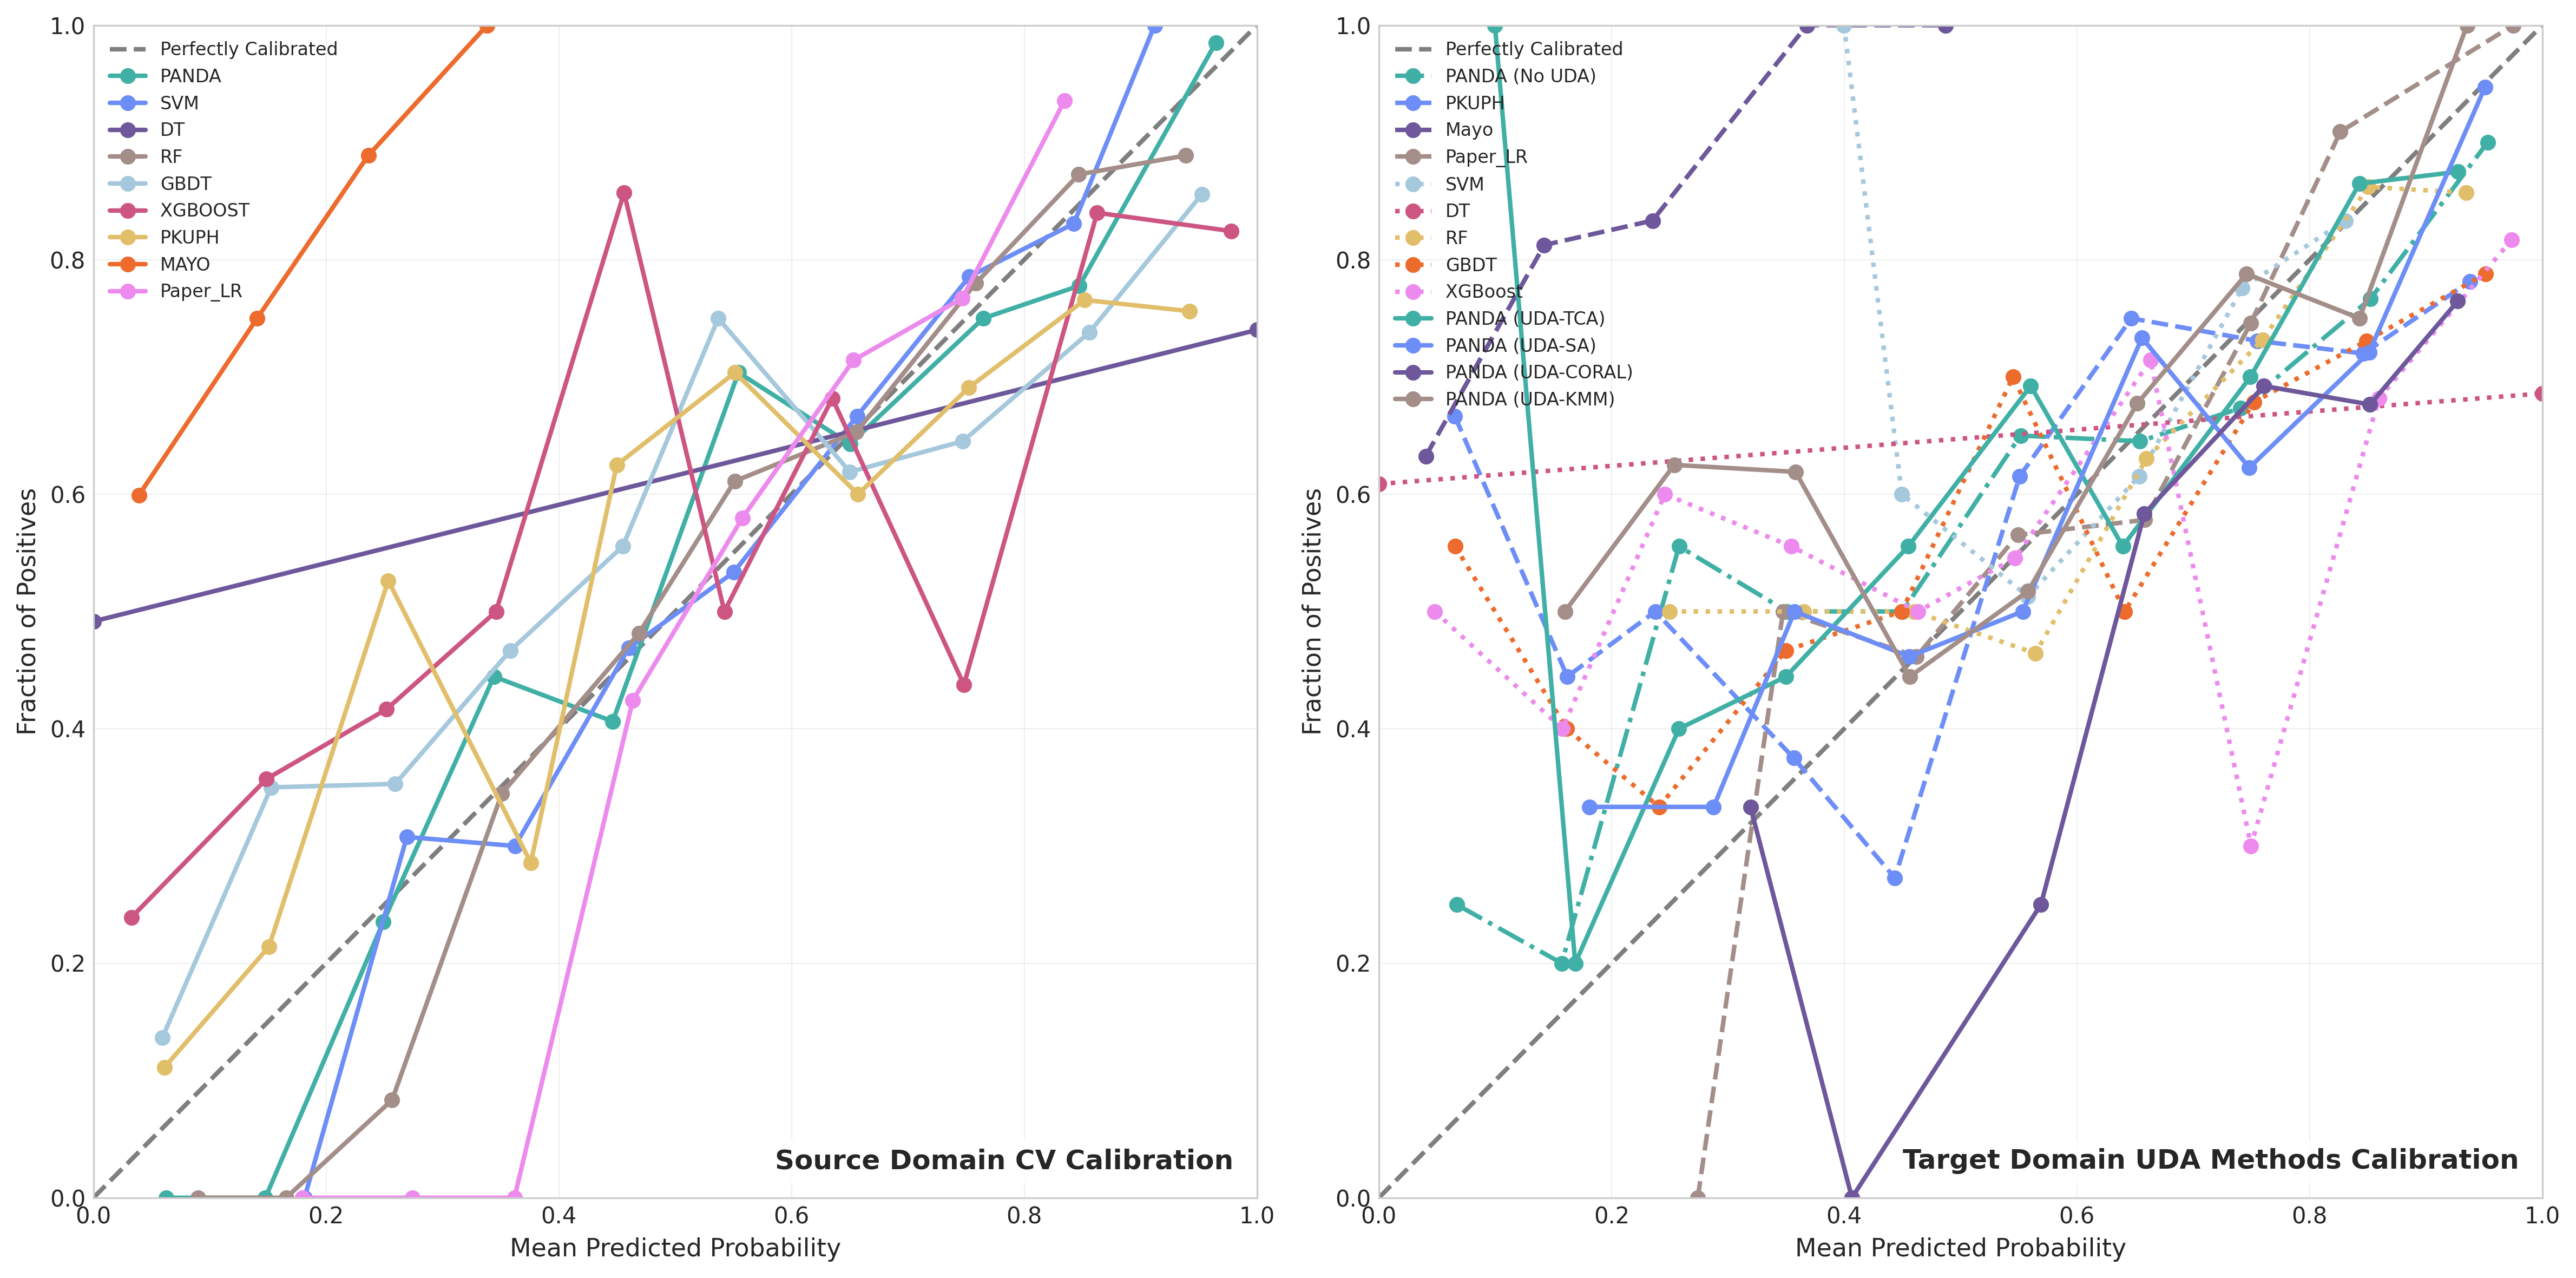 1.0
0.8
0.6
0.4
0.2
0.0
Fraction of Positives
Perfectly Calibrated
PANDA
SVM
DT
RF
GBDT
XGBOOST
PKUPH
MAYO
Paper_LR
Source Domain CV Calibration
0.0 0.2 0.4 0.6 0.8 1.0
Mean Predicted Probability
1.0
0.8
0.6
0.4
0.2
0.0
Fraction of Positives
Perfectly Calibrated
PANDA (No UDA)
PKUPH
Mayo
Paper_LR
SVM
DT
RF
GBDT
XGBoost
PANDA (UDA-TCA)
PANDA (UDA-SA)
PANDA (UDA-CORAL)
PANDA (UDA-KMM)
Target Domain UDA Methods Calibration
0.0 0.2 0.4 0.6 0.8 1.0
Mean Predicted Probability